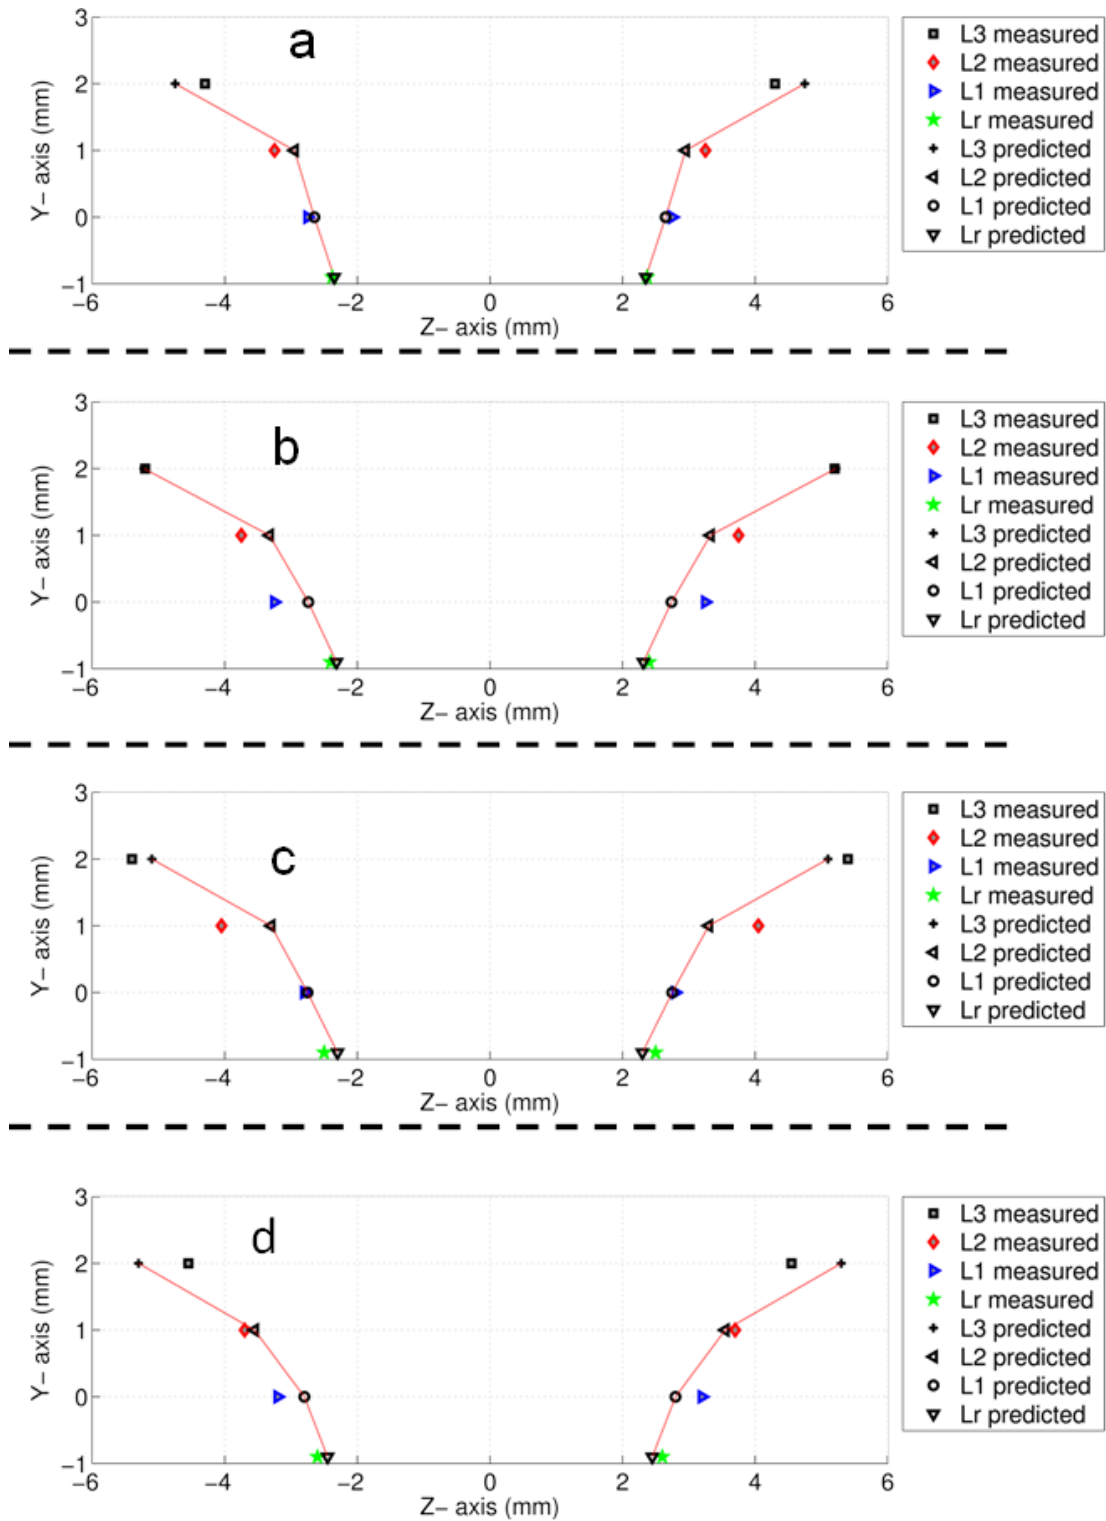 a
3
2
1
0
−1
Y− axis (mm)
−6 −4 −2 0 2 4 6
Z− axis (mm)
L3 measured
L2 measured
L1 measured
Lr measured
L3 predicted
L2 predicted
L1 predicted
Lr predicted
b
3
2
1
0
−1
Y− axis (mm)
−6 −4 −2 0 2 4 6
Z− axis (mm)
L3 measured
L2 measured
L1 measured
Lr measured
L3 predicted
L2 predicted
L1 predicted
Lr predicted
c
3
2
1
0
−1
Y− axis (mm)
−6 −4 −2 0 2 4 6
Z− axis (mm)
L3 measured
L2 measured
L1 measured
Lr measured
L3 predicted
L2 predicted
L1 predicted
Lr predicted
d
3
2
1
0
−1
Y− axis (mm)
−6 −4 −2 0 2 4 6
Z− axis (mm)
L3 measured
L2 measured
L1 measured
Lr measured
L3 predicted
L2 predicted
L1 predicted
Lr predicted